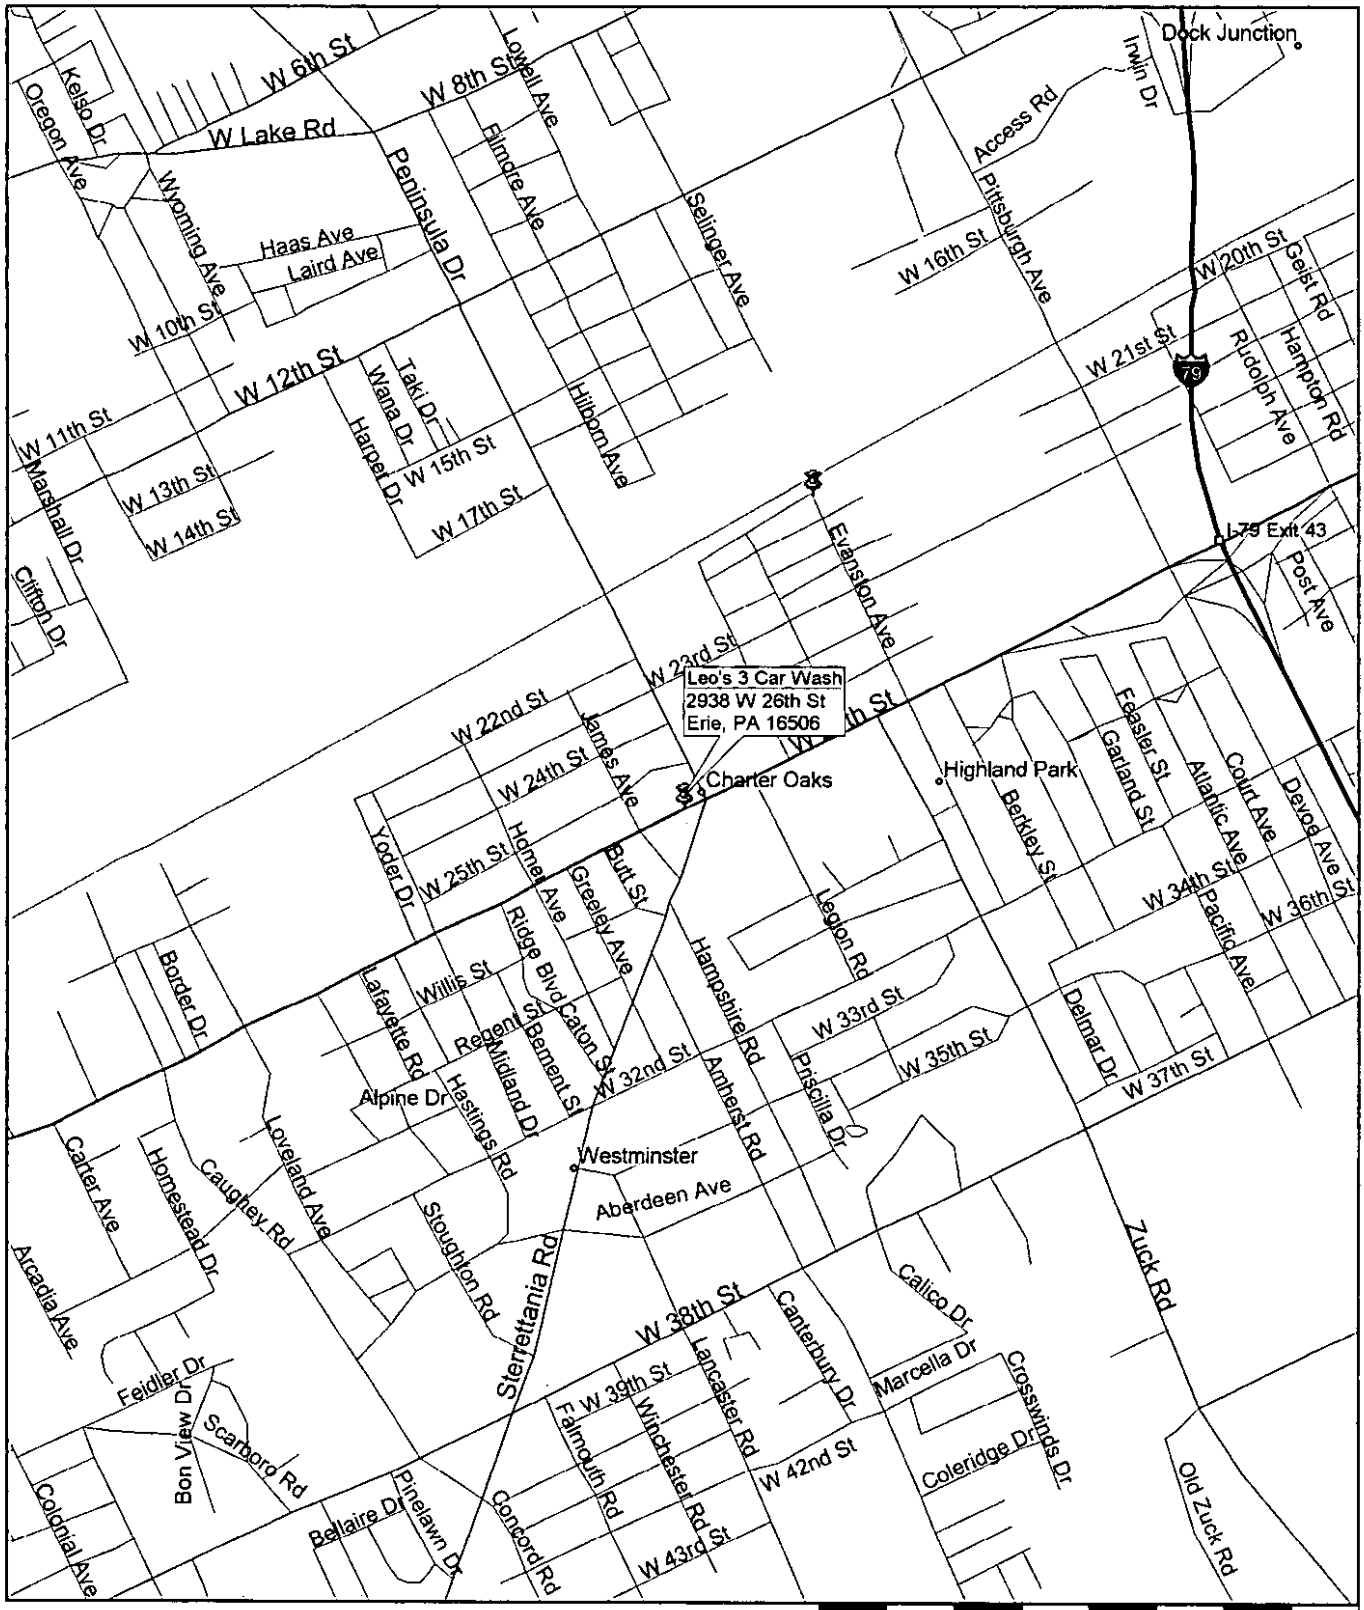 Dock Junction
W 6th St
Lowell Ave
W 8th St
Irwin Dr
Kelso Dr
Oregon Ave
W Lake Rd
Access Rd
Filmore Ave
Peninsula Dr
Wyoming Ave
Pittsburgh Ave
Selinger Ave
Haas Ave
Laird Ave
W 16th St
W 20th St
Geist Rd
W 10th St
W 12th St
W 21st St
79
Rudolph Ave
Hampton Rd
Taki Dr
Wana Dr
Harper Dr
Hilborn Ave
W 11th St
W 15th St
W 13th St
Marshall Dr
W 17th St
W 14th St
I-79 Exit 43
Evanston Ave
Post Ave
Clifton Dr
W 23rd St
Leo's 3 Car Wash
2938 W 26th St
Erie, PA 16506
W 22nd St
James Ave
Feasler St
Garland St
W 24th St
Charter Oaks
Highland Park
Atlantic Ave
Court Ave
Devoe Ave
Berkley St
Yoder Dr
Homer Ave
W 25th St
Butt St
Greeley Ave
Legion Rd
W 34th St
W 36th St
Pacific Ave
Ridge Blvd
Border Dr
Willis St
Lafayette Rd
Hampshire Rd
W 33rd St
Delmar Dr
Regent St
Bement St
Caton St
Midland Dr
W 32nd St
W 35th St
Priscilla Dr
W 37th St
Alpine Dr
Hastings Rd
Amherst Rd
Loveland Ave
Carter Ave
Homestead Dr
Caughey Rd
Westminster
Aberdeen Ave
Stoughton Rd
Zuck Rd
Arcadia Ave
Sterrettania Rd
Calico Dr
W 38th St
Canterbury Dr
Lancaster Rd
Marcella Dr
Crosswinds Dr
Feidler Dr
W 39th St
Bon View Dr
Scarboro Rd
Falmouth Rd
Winchester Rd
W 42nd St
Coleridge Dr
Colonial Ave
Bellaire Dr
Pinelawn Dr
Concord Rd
W 43rd St
Old Zuck Rd